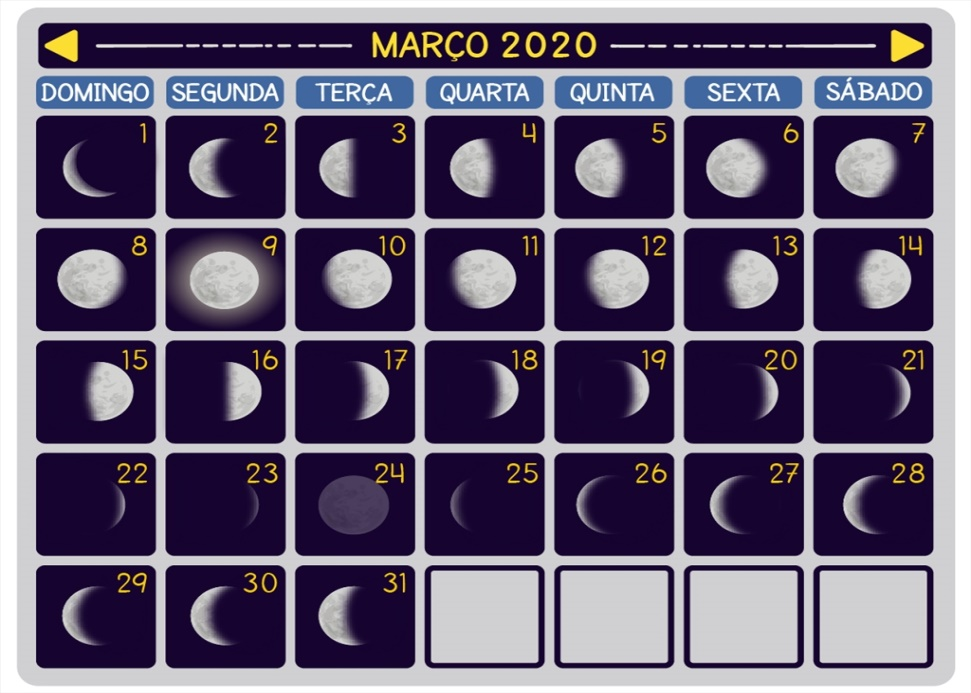 MARÇO 2020
DOMINGO SEGUNDA TERÇA QUARTA QUINTA SEXTA SÁBADO
1 2 3 4 5 6 7
8 9 10 11 12 13 14
15 16 17 18 19 20 21
22 23 24 25 26 27 28
29 30 31